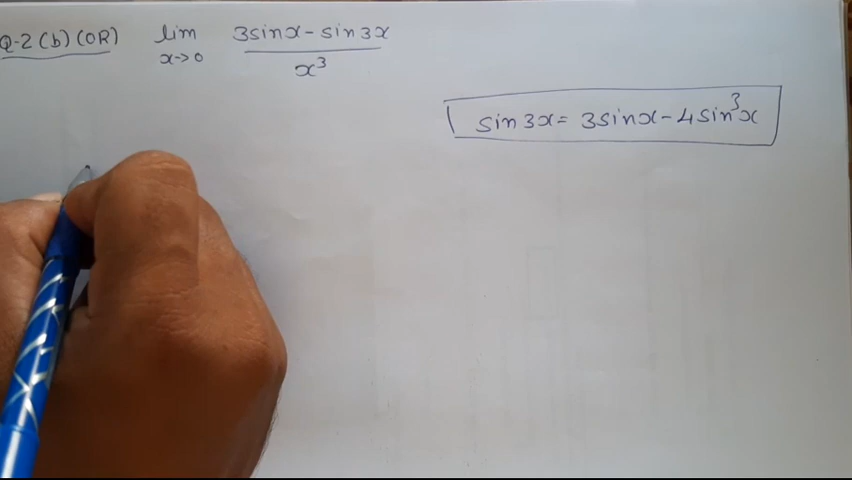 Q-2 (b) (OR) lim x→0 3sinx - sin3x / x³
sin3x = 3sinx - 4sin³x